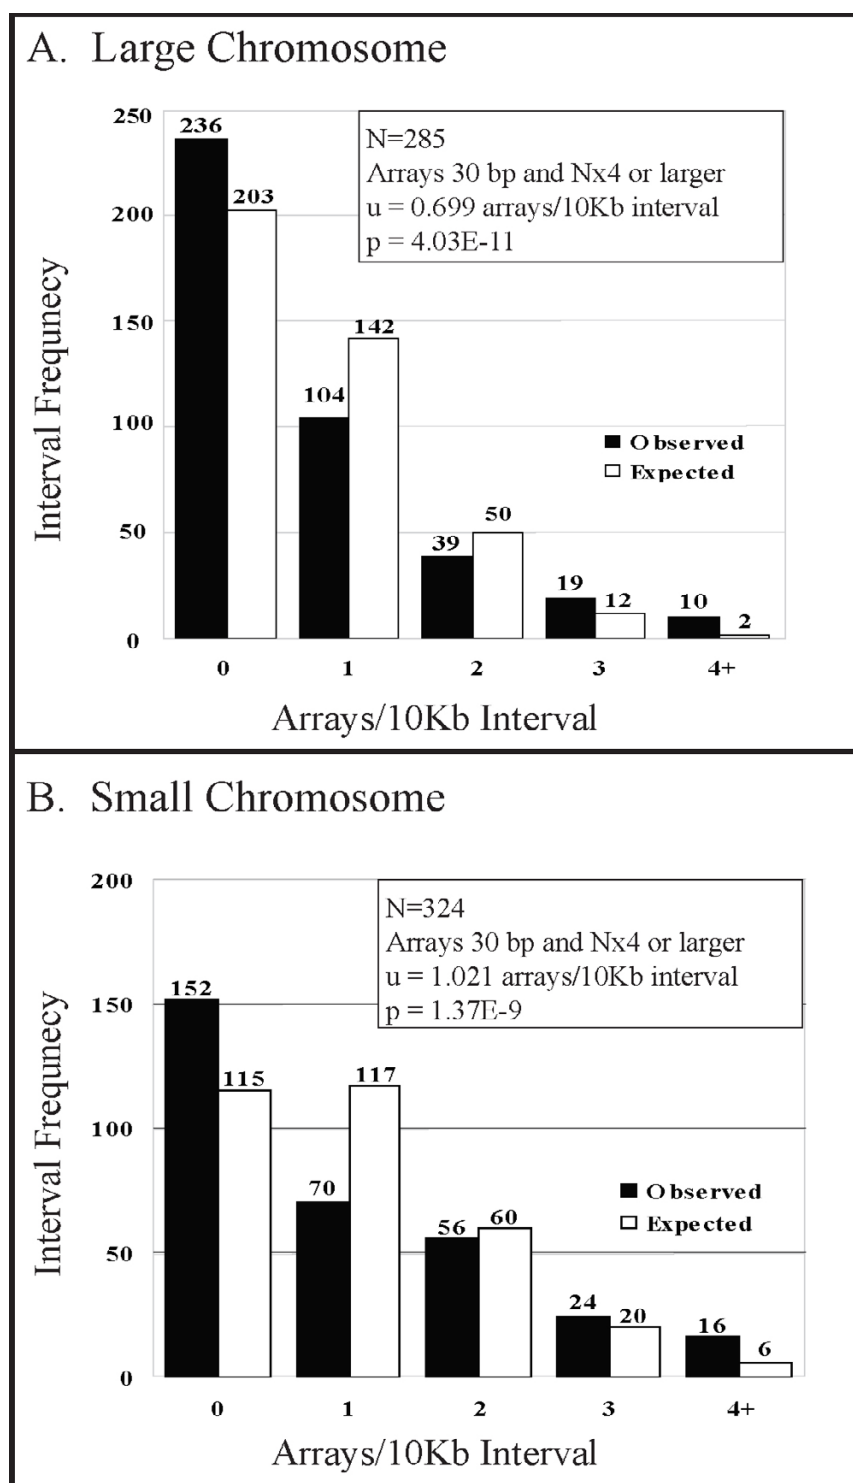 A. Large Chromosome
N=285
Arrays 30 bp and Nx4 or larger
u = 0.699 arrays/10Kb interval
p = 4.03E-11
Interval Frequnecy
250
200
150
100
50
0
236
203
104
142
39
50
19
12
10
2
Observed
Expected
0 1 2 3 4+
Arrays/10Kb Interval
B. Small Chromosome
N=324
Arrays 30 bp and Nx4 or larger
u = 1.021 arrays/10Kb interval
p = 1.37E-9
Interval Frequnecy
200
150
100
50
0
152
115
70
117
56
60
24
20
16
6
Observed
Expected
0 1 2 3 4+
Arrays/10Kb Interval